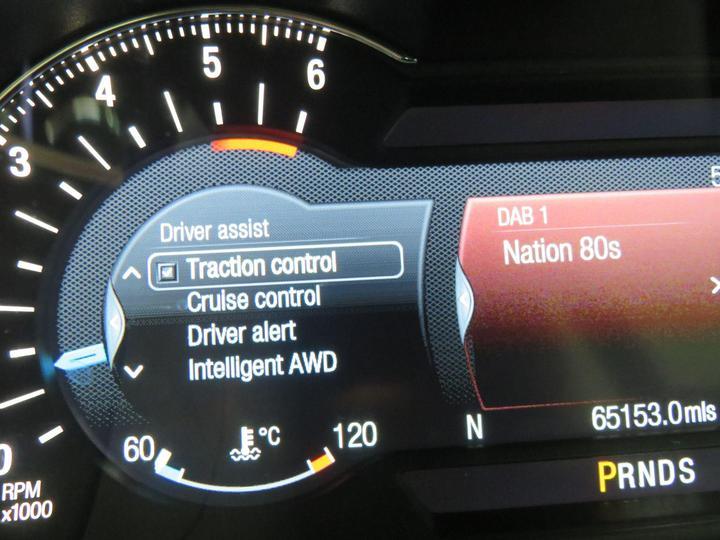 3
4
5
6
0
RPM
x1000
Driver assist
Traction control
Cruise control
Driver alert
Intelligent AWD
60
°C
120
DAB 1
Nation 80s
N
65153.0mls
PRNDS